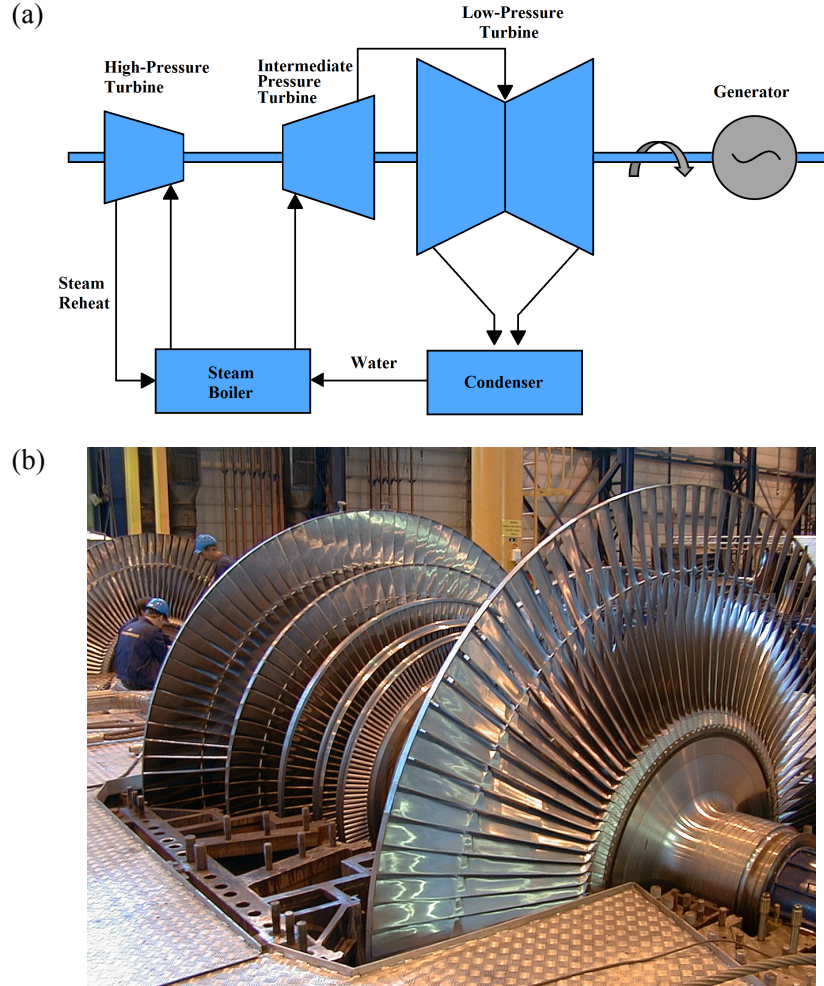 (a)
Low-Pressure
Turbine
High-Pressure
Turbine
Intermediate
Pressure
Turbine
Generator
Steam
Reheat
Steam
Boiler
Water
Condenser
(b)